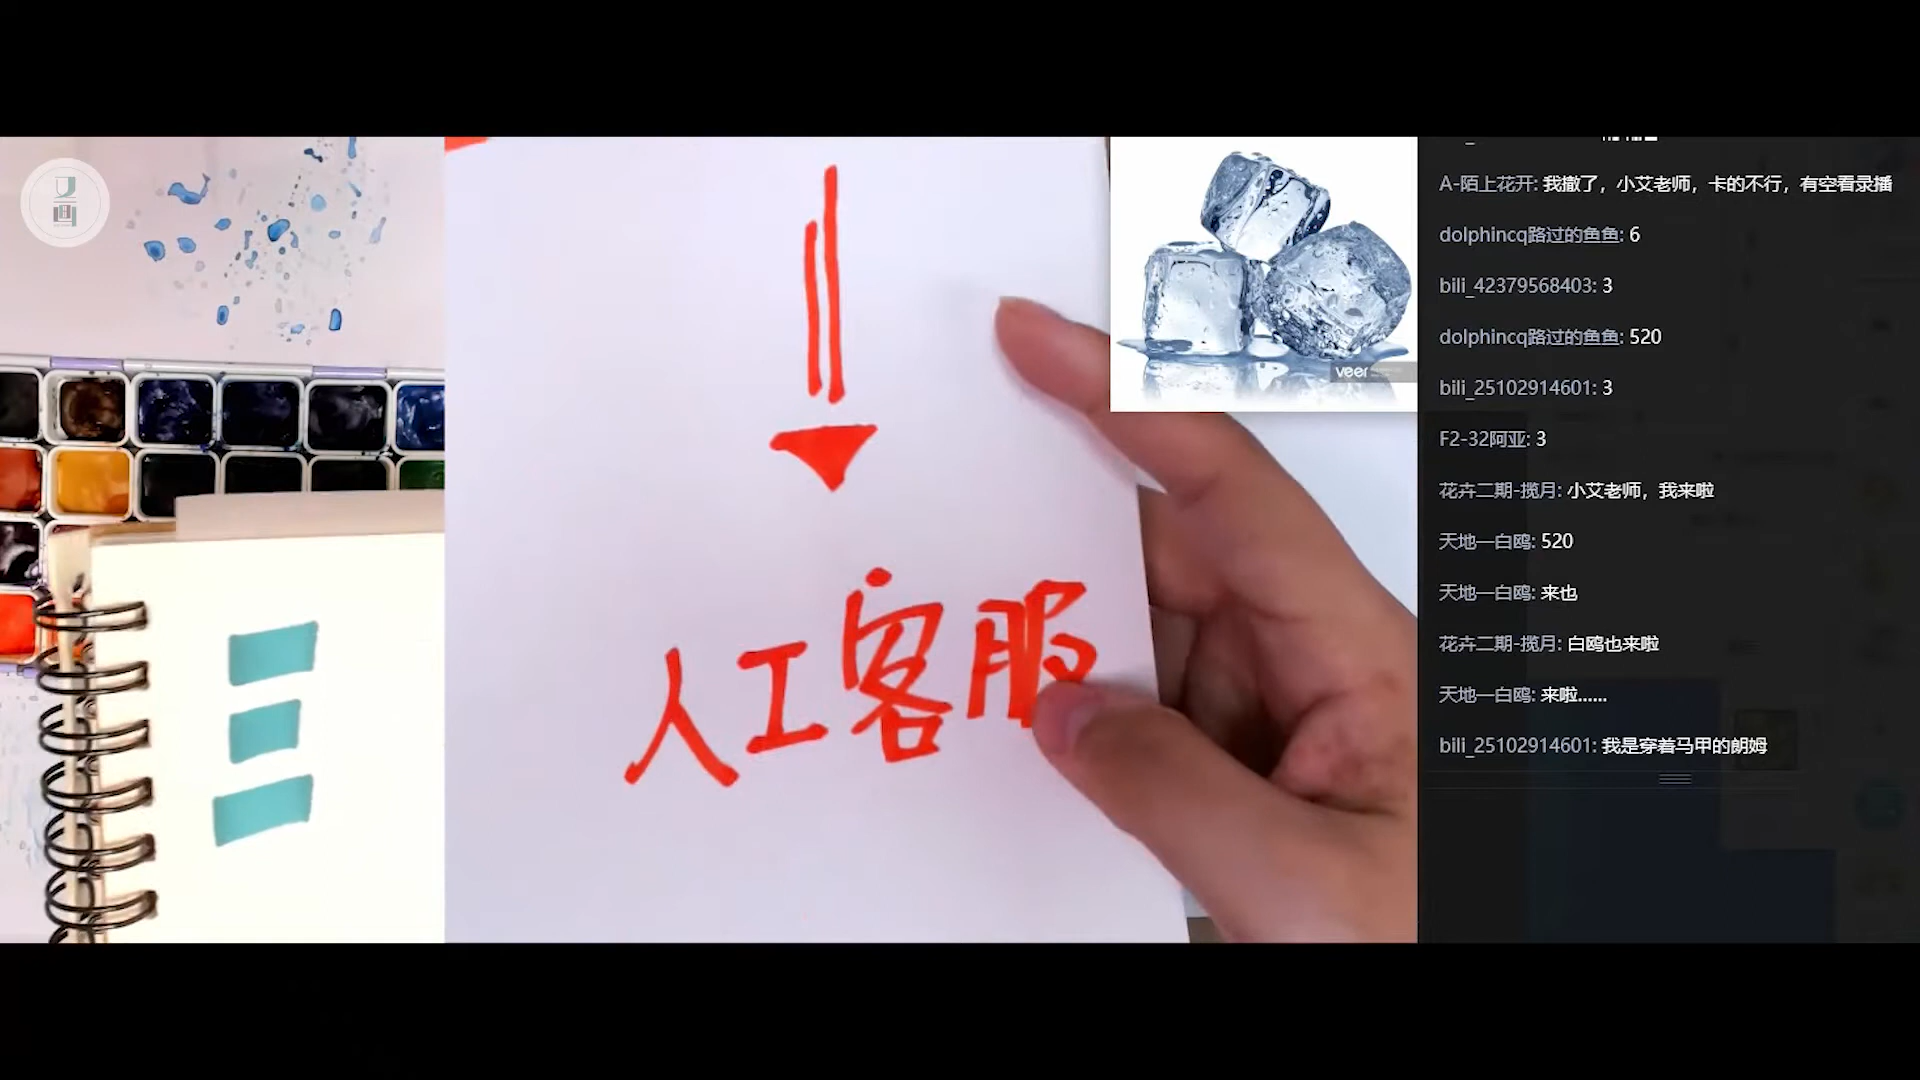 人工客服
veer
A-陌上花开: 我撤了，小艾老师，卡的不行，有空看录播
dolphincq路过的鱼鱼: 6
bili_42379568403: 3
dolphincq路过的鱼鱼: 520
bili_25102914601: 3
F2-32阿亚: 3
花卉二期-揽月: 小艾老师，我来啦
天地一白鸥: 520
天地一白鸥: 来也
花卉二期-揽月: 白鸥也来啦
天地一白鸥: 来啦……
bili_25102914601: 我是穿着马甲的朗姆